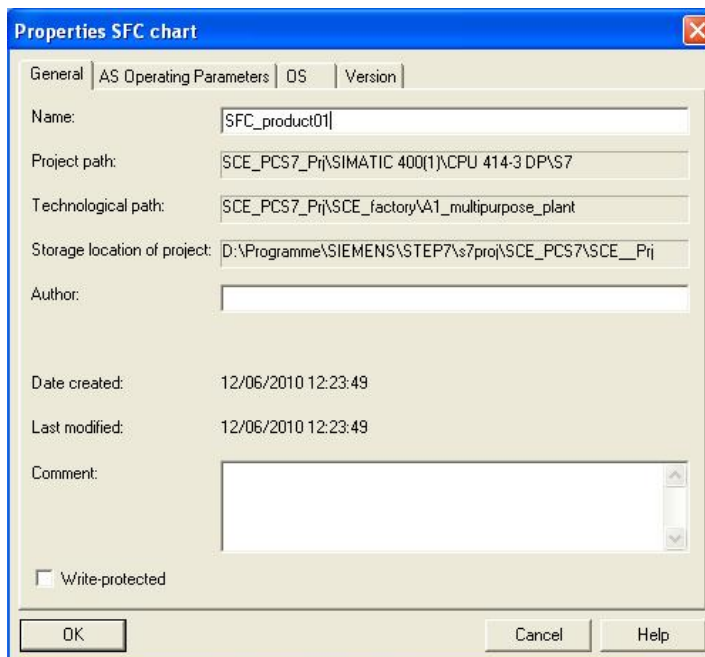 Properties SFC chart
General AS Operating Parameters OS Version
Name: SFC_product01
Project path: SCE_PCS7_Prj\SIMATIC 400(1)\CPU 414-3 DP\S7
Technological path: SCE_PCS7_Prj\SCE_factory\A1_multipurpose_plant
Storage location of project: D:\Programme\SIEMENS\STEP7\s7proj\SCE_PCS7\SCE__Prj
Author:
Date created: 12/06/2010 12:23:49
Last modified: 12/06/2010 12:23:49
Comment:
Write-protected
OK Cancel Help